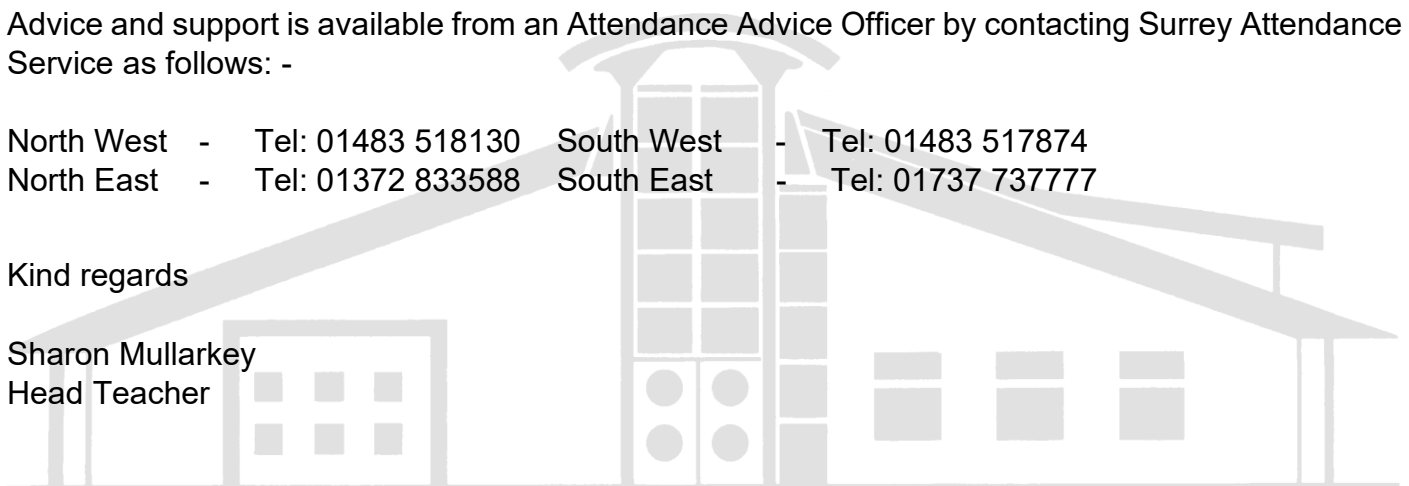 Advice and support is available from an Attendance Advice Officer by contacting Surrey Attendance
Service as follows: -
North West - Tel: 01483 518130 South West - Tel: 01483 517874
North East - Tel: 01372 833588 South East - Tel: 01737 737777
Kind regards
Sharon Mullarkey
Head Teacher